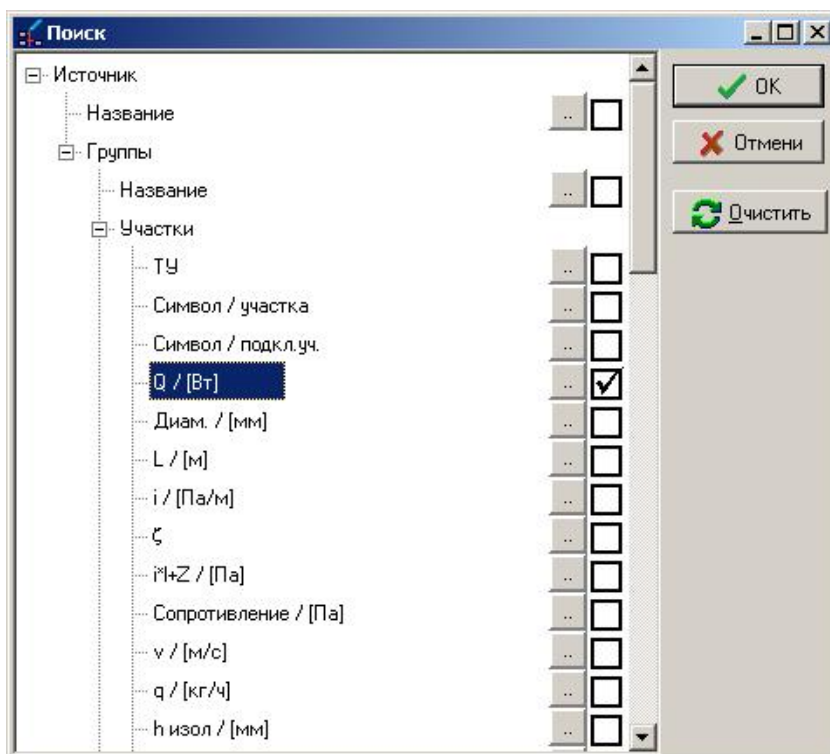 Поиск
Источник
Название
Группы
Название
Участки
ТУ
Символ / участка
Символ / подкл.уч.
Q / [Вт]
Диам. / [мм]
L / [м]
i / [Па/м]
ζ
i*l+Z / [Па]
Сопротивление / [Па]
v / [м/с]
q / [кг/ч]
h изол / [мм]
OK
Отмени
Очистить